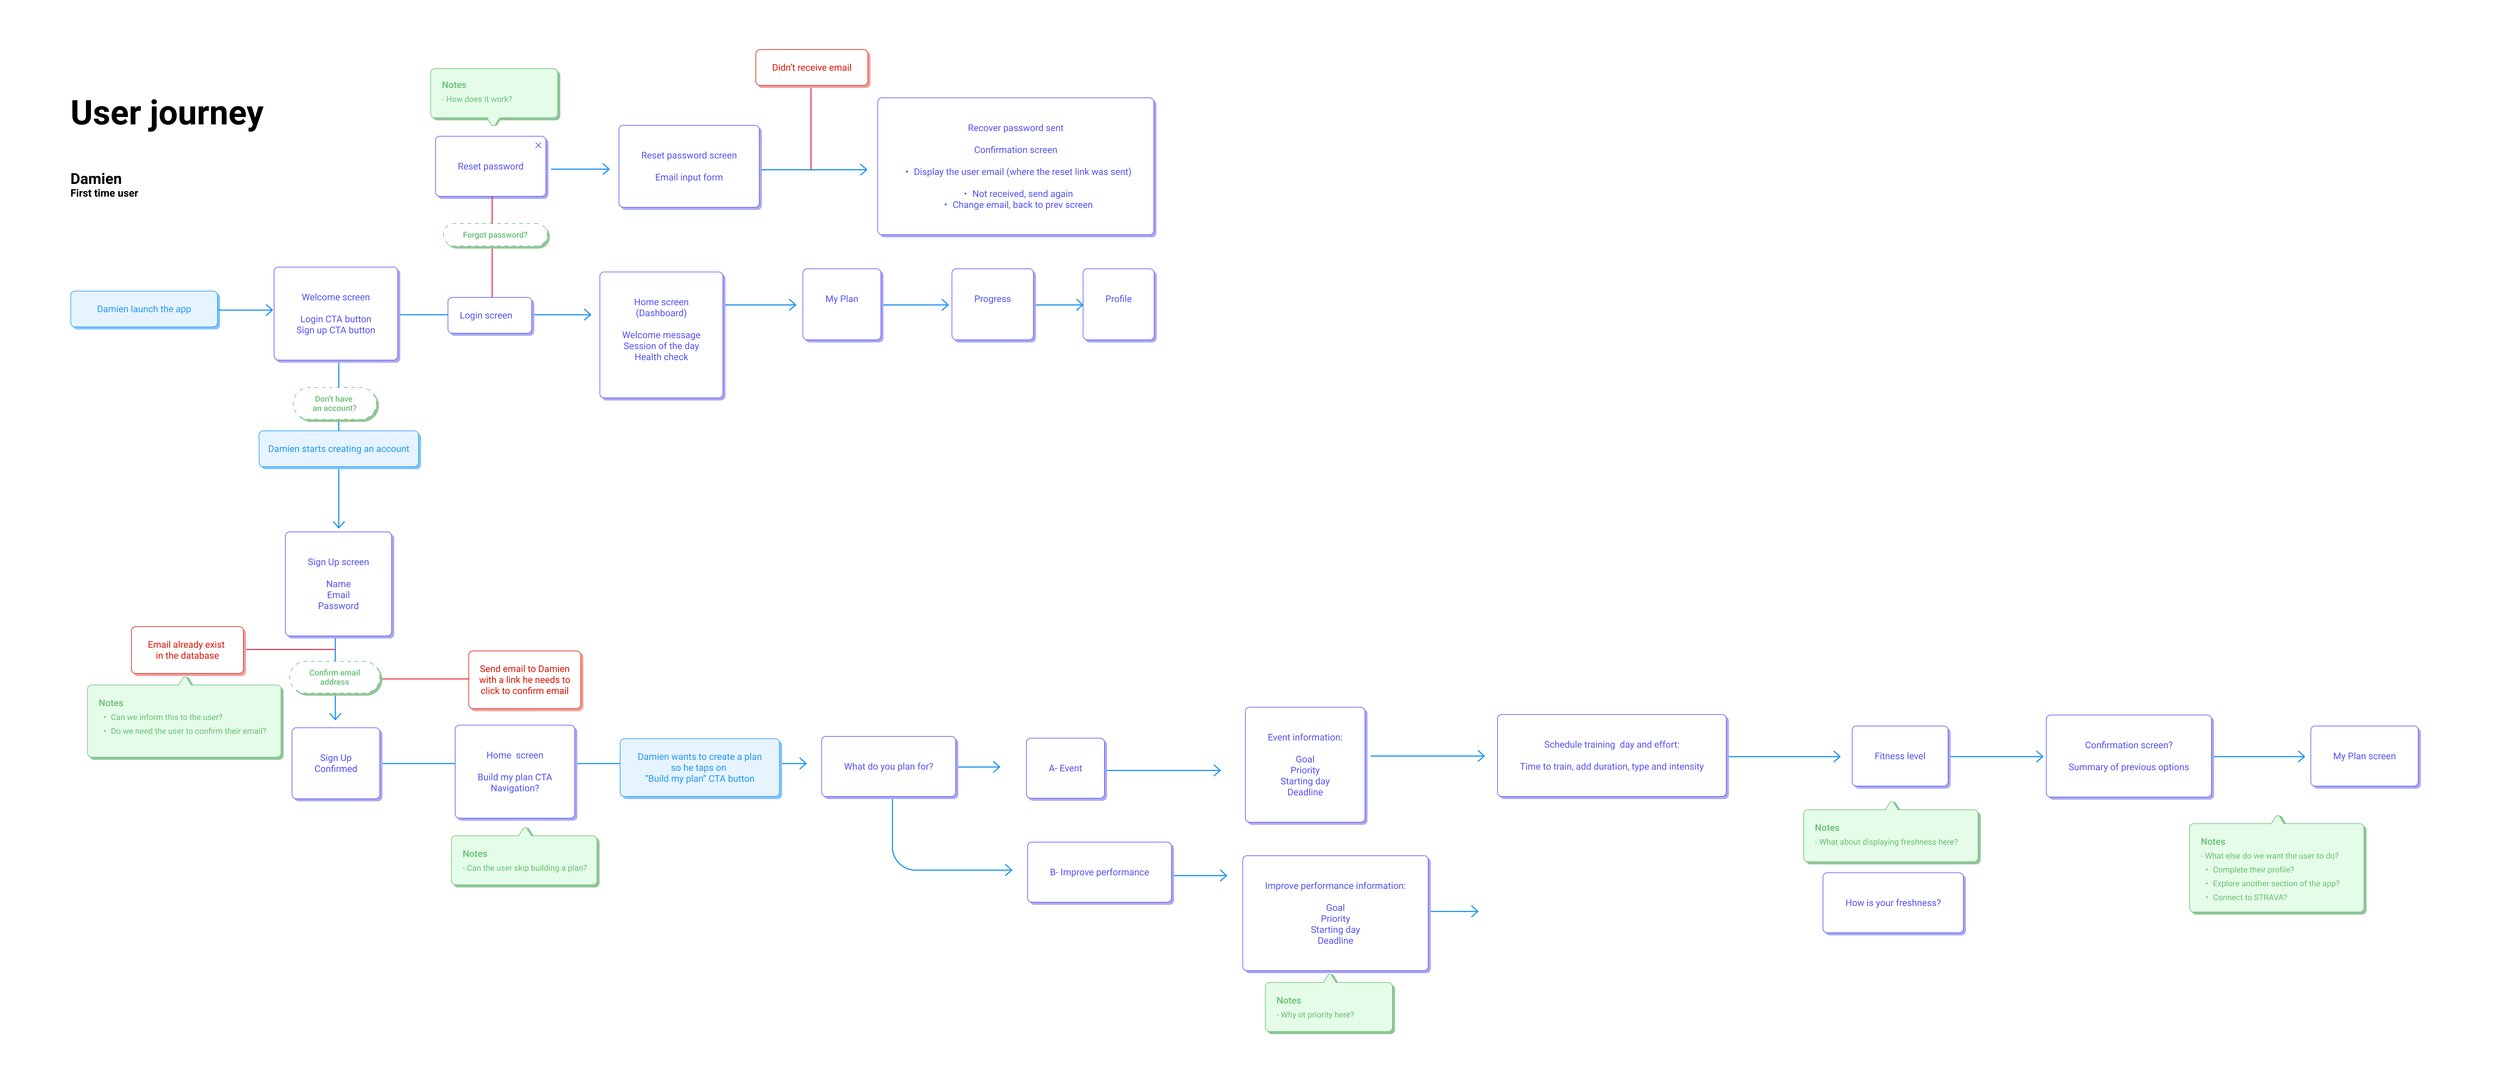 User journey
Damien
First time user
Notes
- How does it work?
Reset password
Forgot password?
Reset password screen
Email input form
Didn't receive email
Recover password sent
Confirmation screen
• Display the user email (where the reset link was sent)
• Not received, send again
• Change email, back to prev screen
Damien launch the app
Welcome screen
Login CTA button
Sign up CTA button
Login screen
Home screen
(Dashboard)
Welcome message
Session of the day
Health check
My Plan
Progress
Profile
Don't have
an account?
Damien starts creating an account
Sign Up screen
Name
Email
Password
Email already exist
in the database
Notes
• Can we inform this to the user?
• Do we need the user to confirm their email?
Confirm email
address
Send email to Damien
with a link he needs to
click to confirm email
Sign Up
Confirmed
Home screen
Build my plan CTA
Navigation?
Notes
- Can the user skip building a plan?
Damien wants to create a plan
so he taps on
“Build my plan” CTA button
What do you plan for?
A- Event
Event information:
Goal
Priority
Starting day
Deadline
Schedule training day and effort:
Time to train, add duration, type and intensity
Fitness level
Notes
- What about displaying freshness here?
How is your freshness?
Confirmation screen?
Summary of previous options
My Plan screen
Notes
- What else do we want the user to do?
• Complete their profile?
• Explore another section of the app?
• Connect to STRAVA?
B- Improve performance
Improve performance information:
Goal
Priority
Starting day
Deadline
Notes
- Why ot priority here?